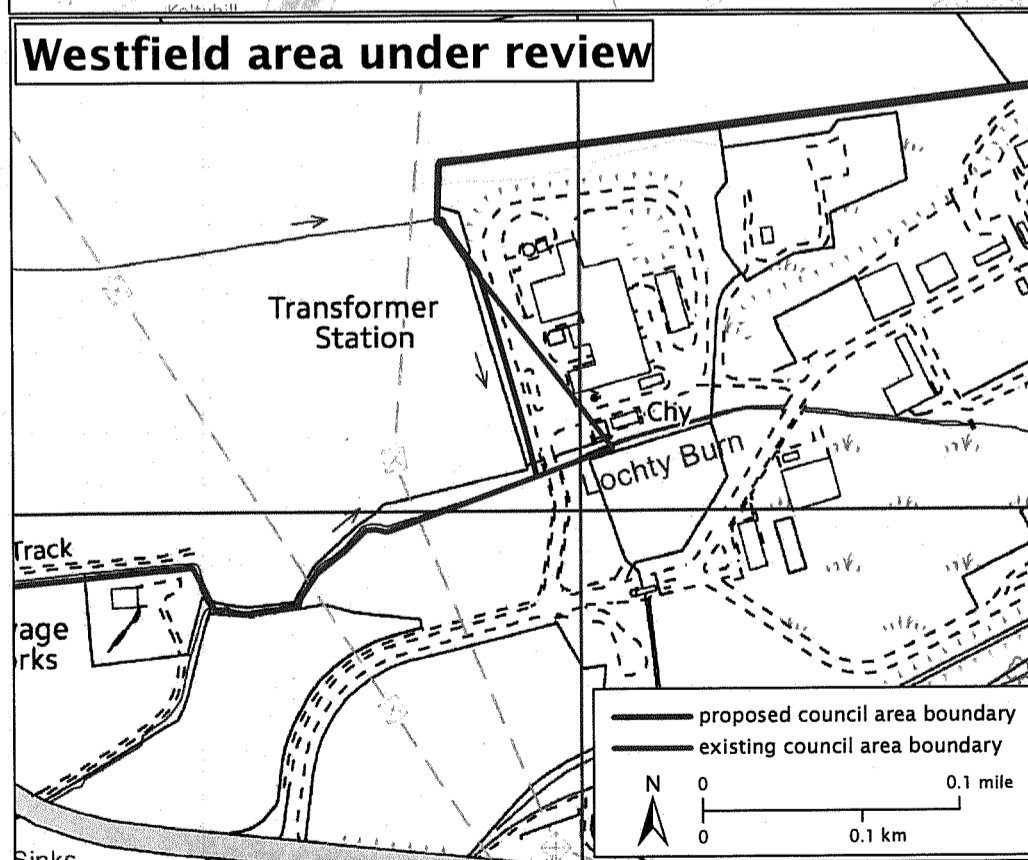 Westfield area under review
Transformer
Station
Chy
Lochty Burn
Track
vage
rks
proposed council area boundary
existing council area boundary
N
0
0.1 mile
0
0.1 km